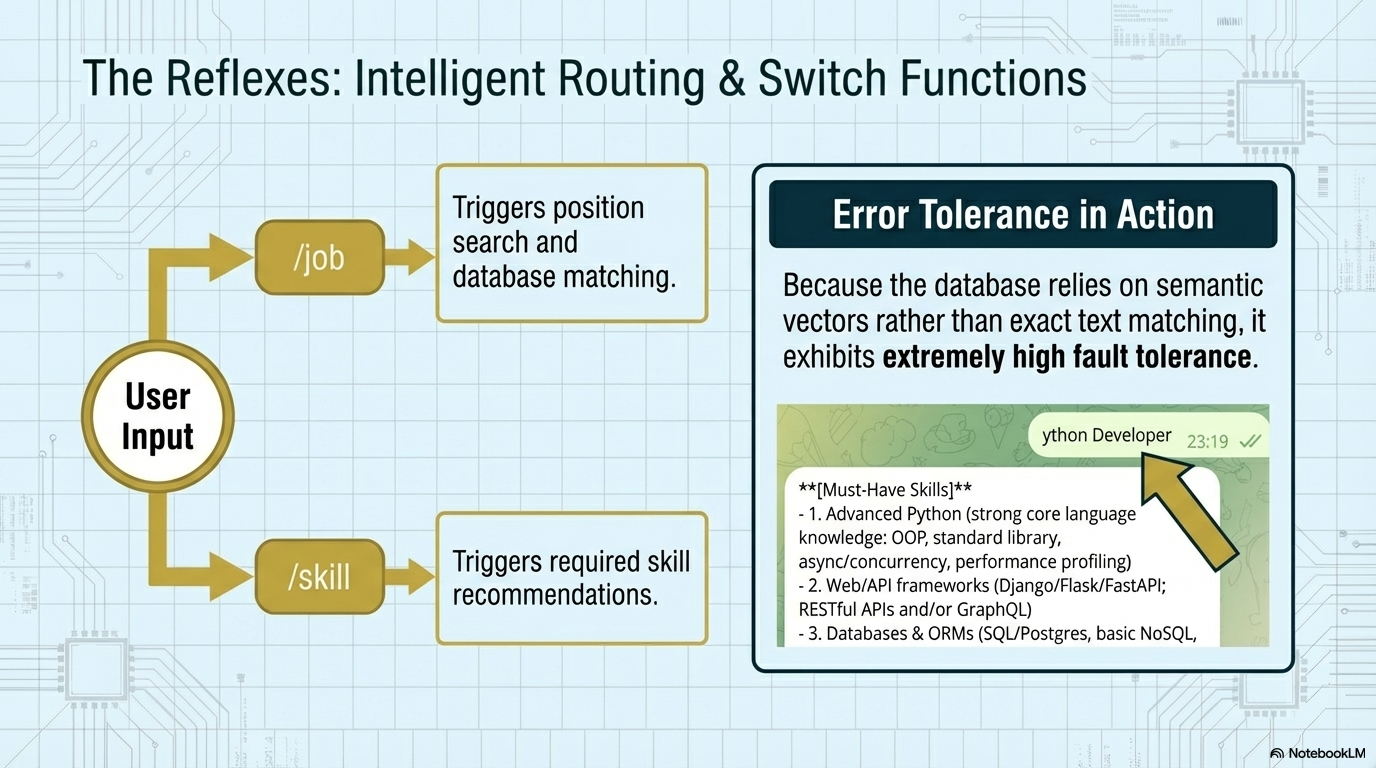 The Reflexes: Intelligent Routing & Switch Functions
User
Input
/job
Triggers position
search and
database matching.
/skill
Triggers required skill
recommendations.
Error Tolerance in Action
Because the database relies on semantic
vectors rather than exact text matching, it
exhibits extremely high fault tolerance.
ython Developer 23:19
**[Must-Have Skills]**
- 1. Advanced Python (strong core language
knowledge: OOP, standard library,
async/concurrency, performance profiling)
- 2. Web/API frameworks (Django/Flask/FastAPI;
RESTful APIs and/or GraphQL)
- 3. Databases & ORMs (SQL/Postgres, basic NoSQL,
NotebookLM